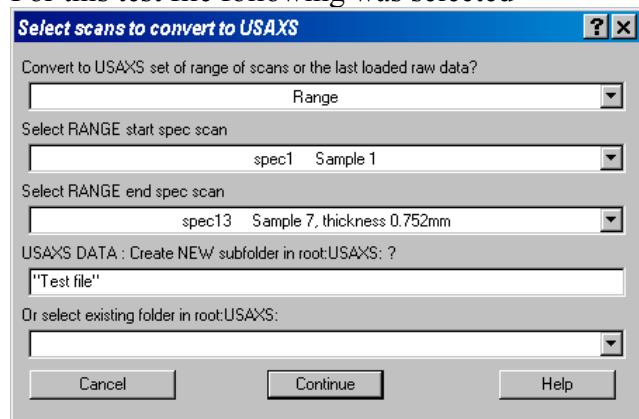 For this test file following was selected
Select scans to convert to USAXS
Convert to USAXS set of range of scans or the last loaded raw data?
Range
Select RANGE start spec scan
spec1 Sample 1
Select RANGE end spec scan
spec13 Sample 7, thickness 0.752mm
USAXS DATA : Create NEW subfolder in root:USAXS: ?
"Test file"
Or select existing folder in root:USAXS:
Cancel Continue Help